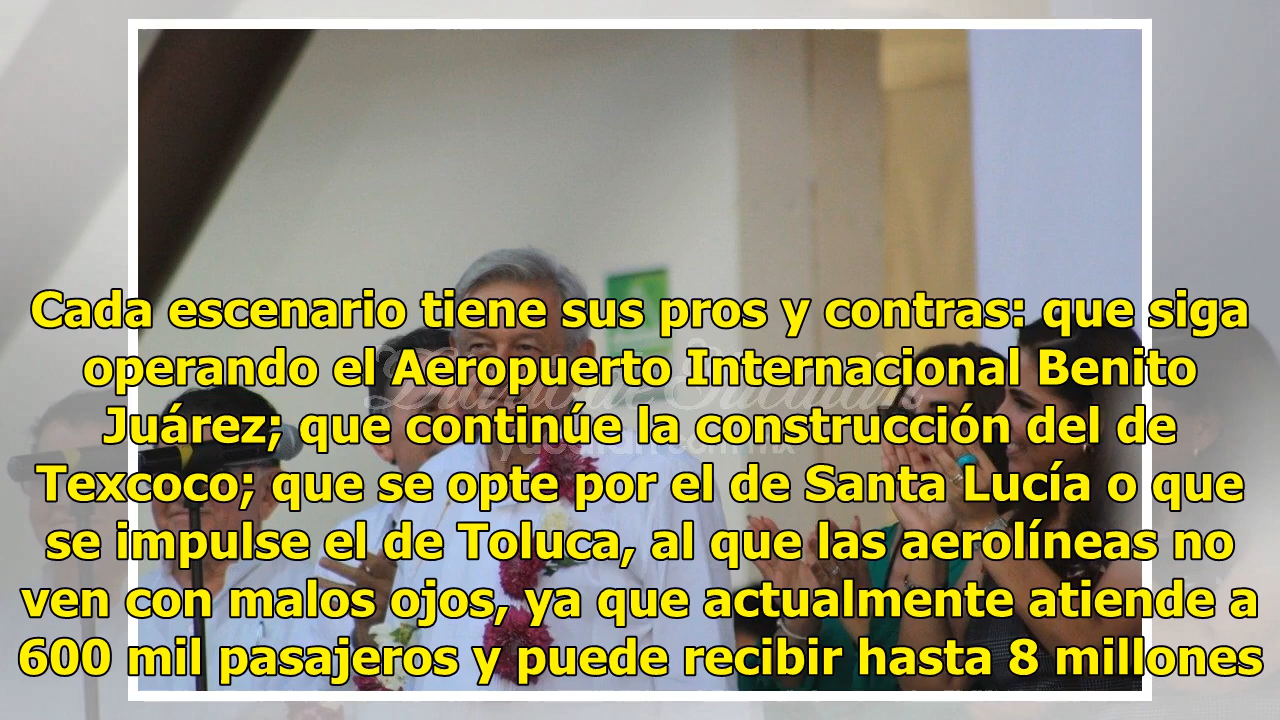 Cada escenario tiene sus pros y contras: que siga
operando el Aeropuerto Internacional Benito
Juárez; que continúe la construcción del de
Texcoco; que se opte por el de Santa Lucía o que
se impulse el de Toluca, al que las aerolíneas no
ven con malos ojos, ya que actualmente atiende a
600 mil pasajeros y puede recibir hasta 8 millones